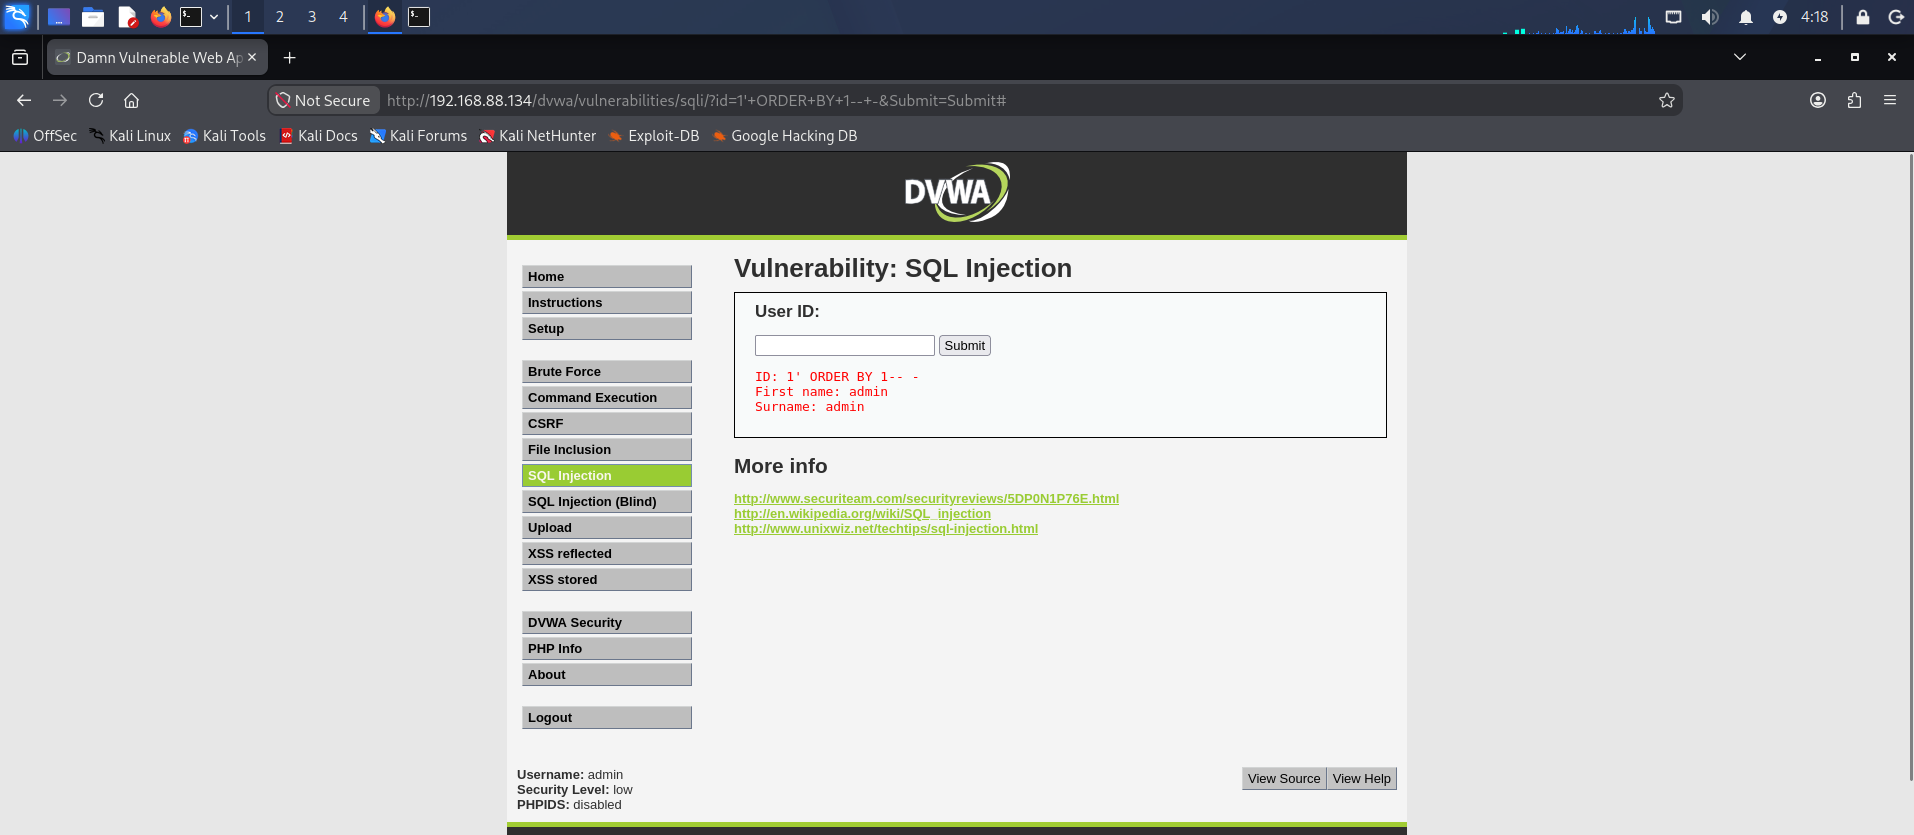 1 2 3 4 4:18
Damn Vulnerable Web Ap
Not Secure http://192.168.88.134/dvwa/vulnerabilities/sqli/?id=1'+ORDER+BY+1--+-&Submit=Submit#
OffSec Kali Linux Kali Tools Kali Docs Kali Forums Kali NetHunter Exploit-DB Google Hacking DB
DVWA
Home
Instructions
Setup
Brute Force
Command Execution
CSRF
File Inclusion
SQL Injection
SQL Injection (Blind)
Upload
XSS reflected
XSS stored
DVWA Security
PHP Info
About
Logout
Vulnerability: SQL Injection
User ID:
Submit
ID: 1' ORDER BY 1-- -
First name: admin
Surname: admin
More info
http://www.securiteam.com/securityreviews/5DP0N1P76E.html
http://en.wikipedia.org/wiki/SQL_injection
http://www.unixwiz.net/techtips/sql-injection.html
Username: admin
Security Level: low
PHPIDS: disabled
View Source View Help